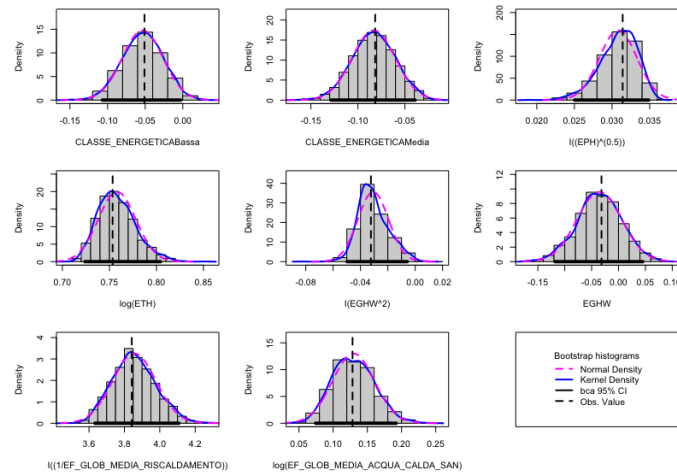 Density
0 5 10 15
-0.15 -0.10 -0.05 0.00
CLASSE_ENERGETICABassa
Density
0 5 10 15
-0.15 -0.10 -0.05
CLASSE_ENERGETICAMedia
Density
0 50 100 200
0.020 0.025 0.030 0.035
I((EPH)^(0.5))
Density
0 5 10 20
0.70 0.75 0.80 0.85
log(ETH)
Density
0 10 20 40
-0.08 -0.04 0.00 0.02
I(EGHW^2)
Density
0 2 4 6 8 12
-0.15 -0.05 0.00 0.05 0.10
EGHW
Density
0 1 2 3 4
3.6 3.8 4.0 4.2
I((1/EF_GLOB_MEDIA_RISCALDAMENTO))
Density
0 5 10 15
0.05 0.10 0.15 0.20 0.25
log(EF_GLOB_MEDIA_ACQUA_CALDA_SAN)
Bootstrap histograms
Normal Density
Kernel Density
bca 95% CI
Obs. Value